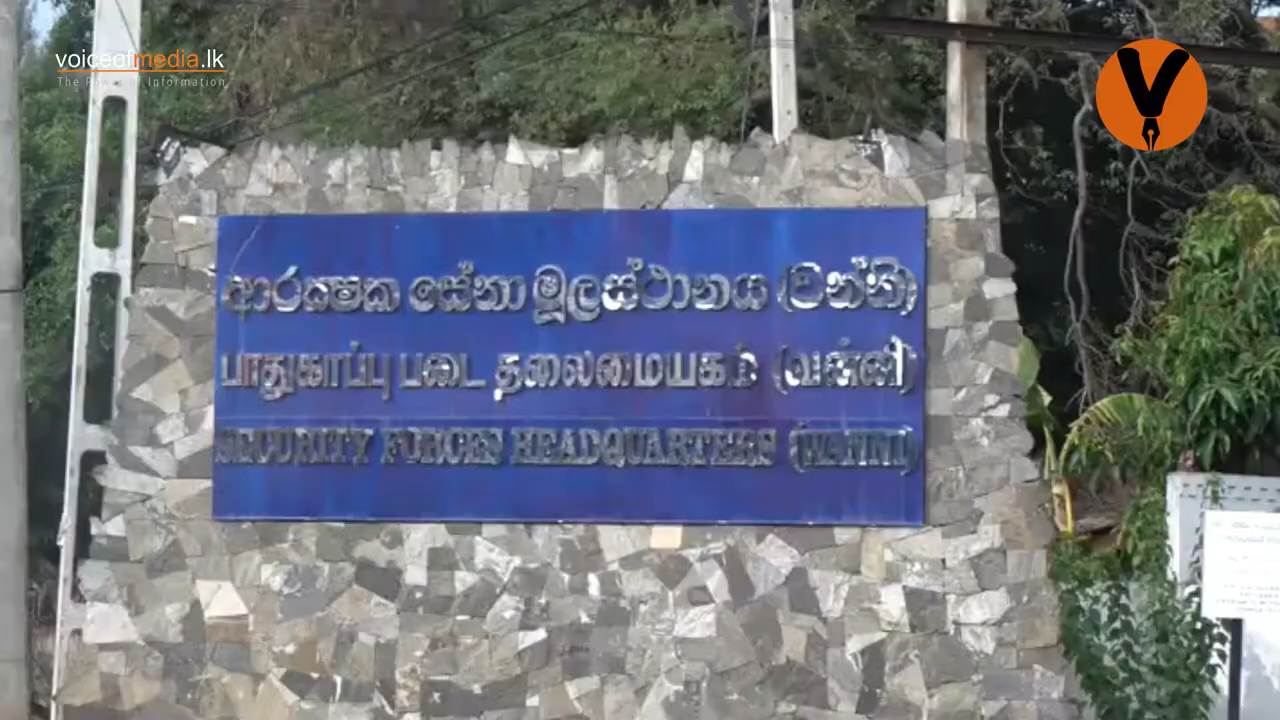 voiceofmedia.lk
The Power of Information
ආරක්ෂක සේනා මූලස්ථානය (වන්නි)
பாதுகாப்பு படை தலைமையகம் (வன்னி)
SECURITY FORCES HEADQUARTERS (WANNI)